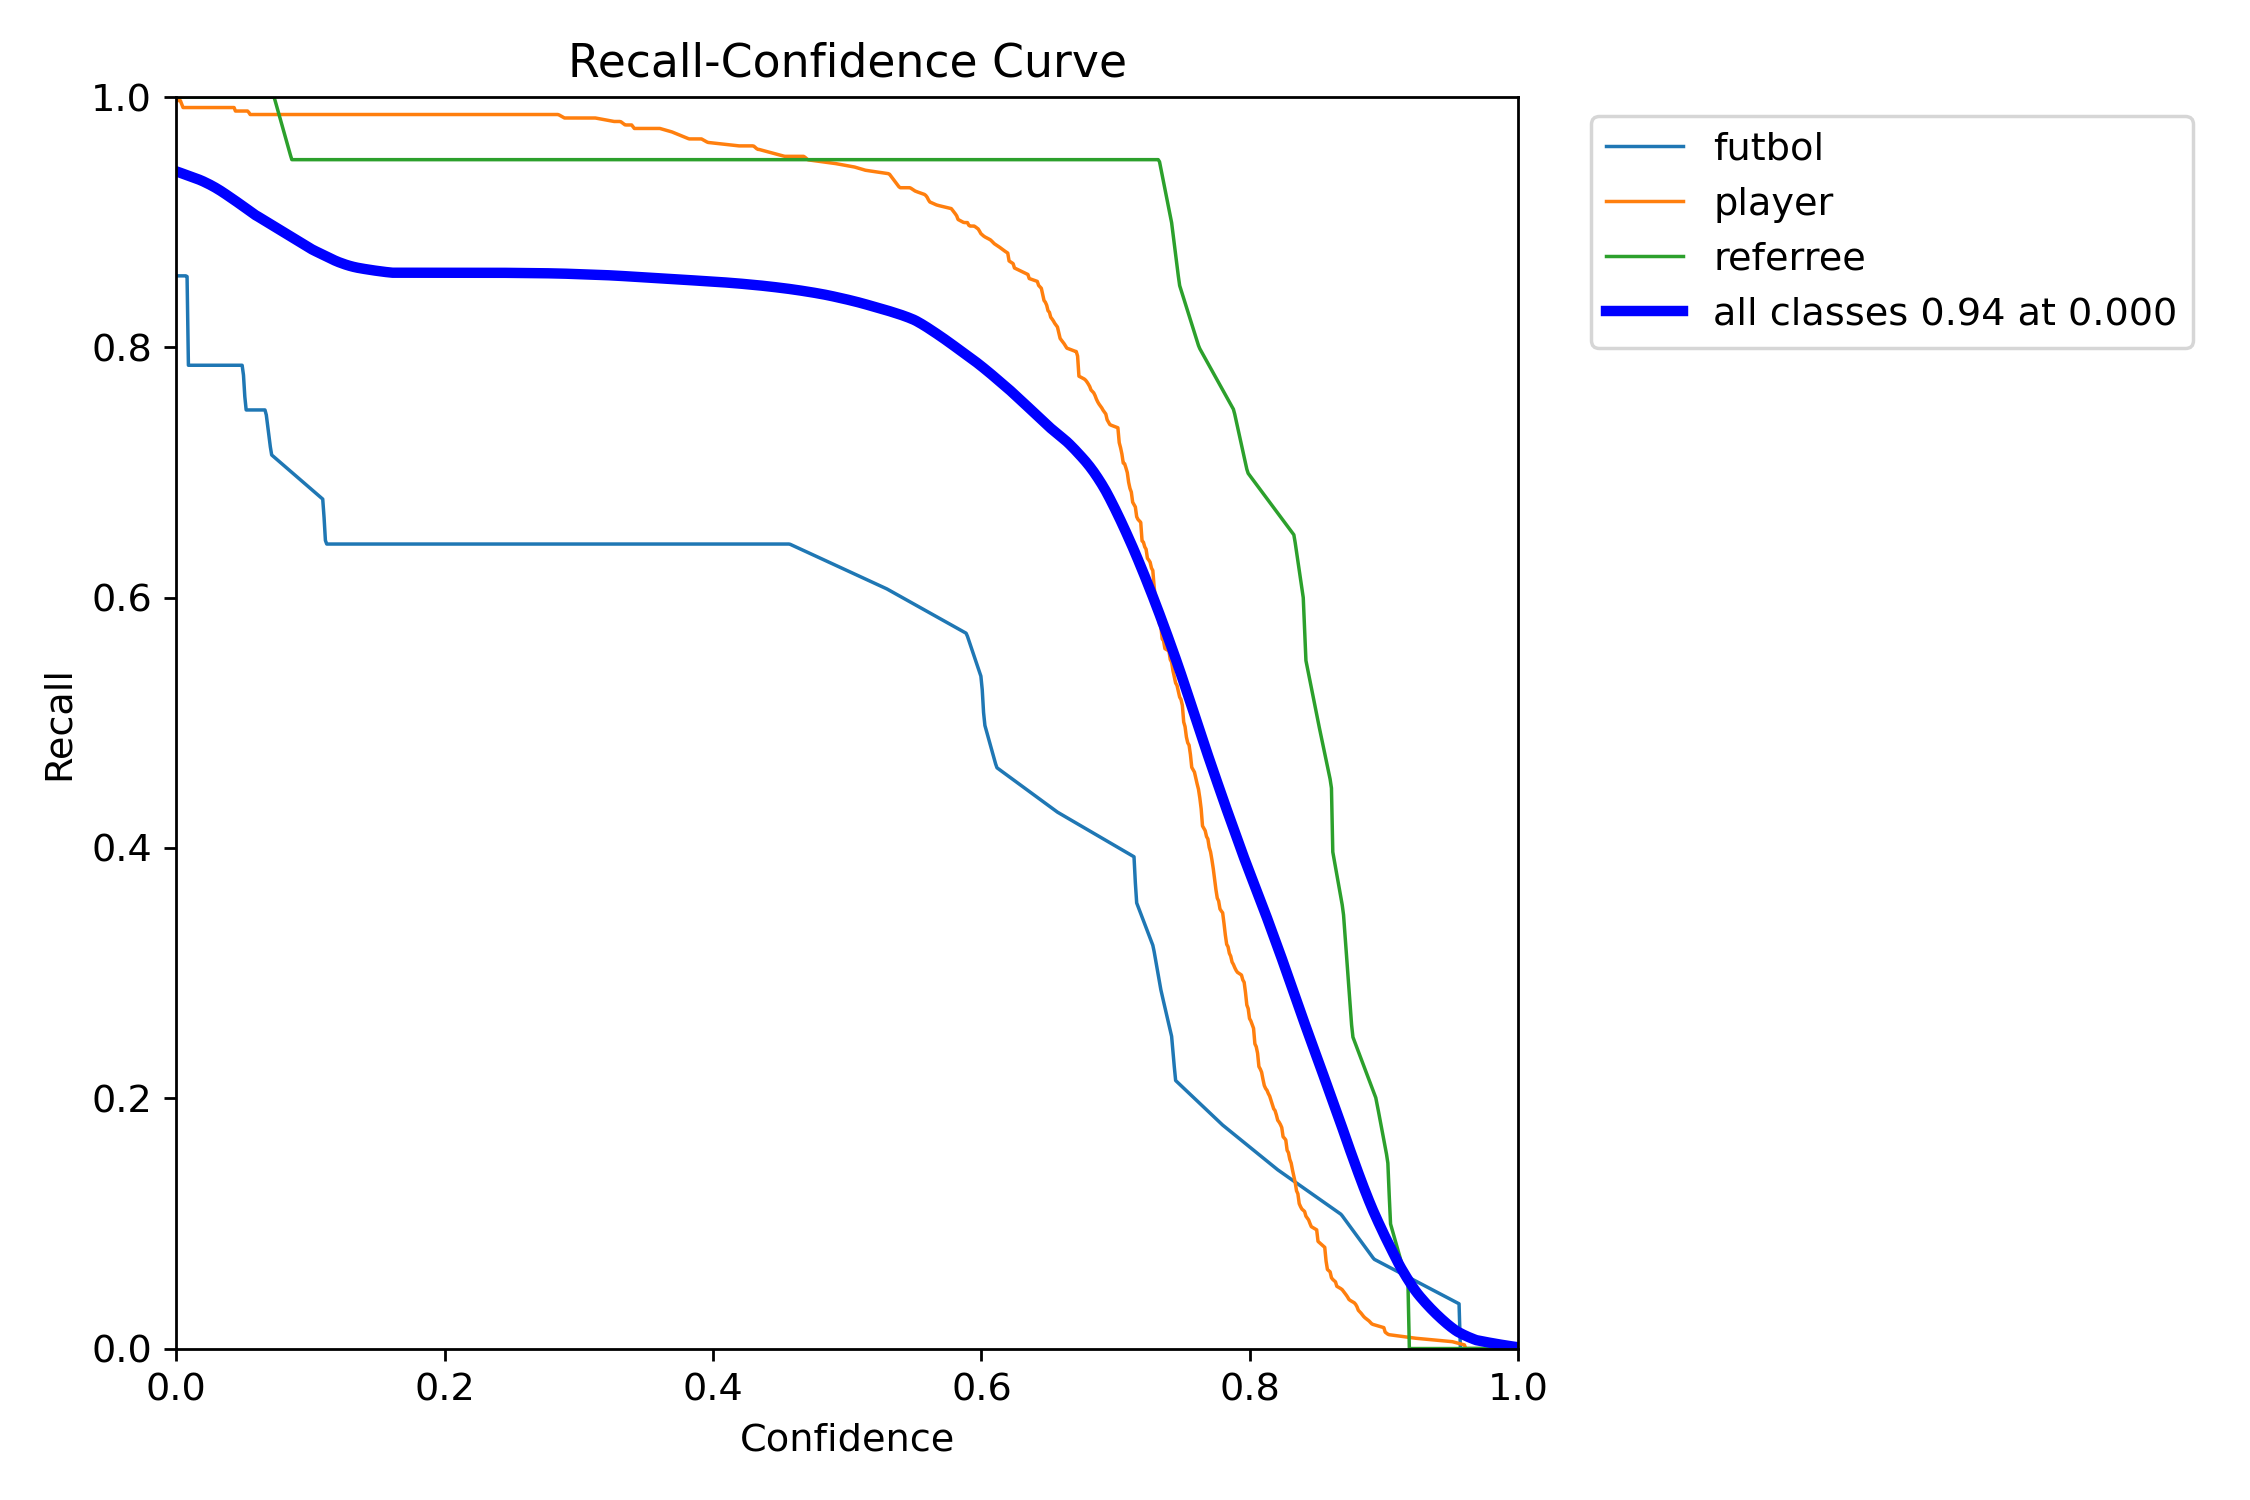 Recall-Confidence Curve
1.0
0.8
0.6
0.4
0.2
0.0
Recall
0.0 0.2 0.4 0.6 0.8 1.0
Confidence
futbol
player
referree
all classes 0.94 at 0.000